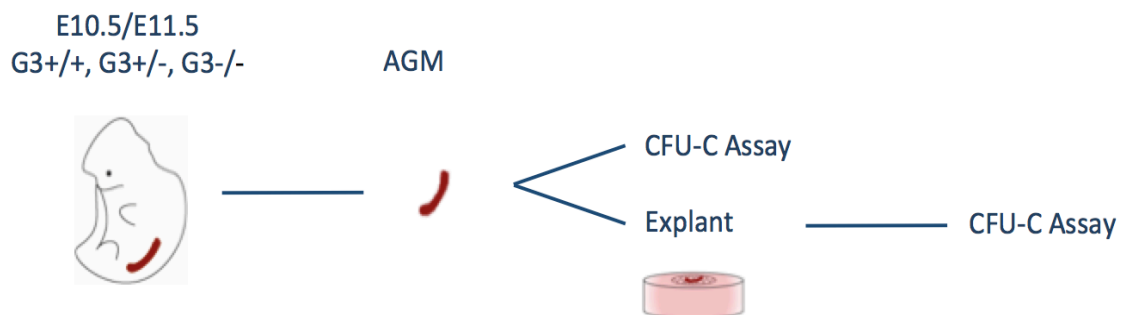 E10.5/E11.5
G3+/+, G3+/-, G3-/-
AGM
CFU-C Assay
Explant
CFU-C Assay